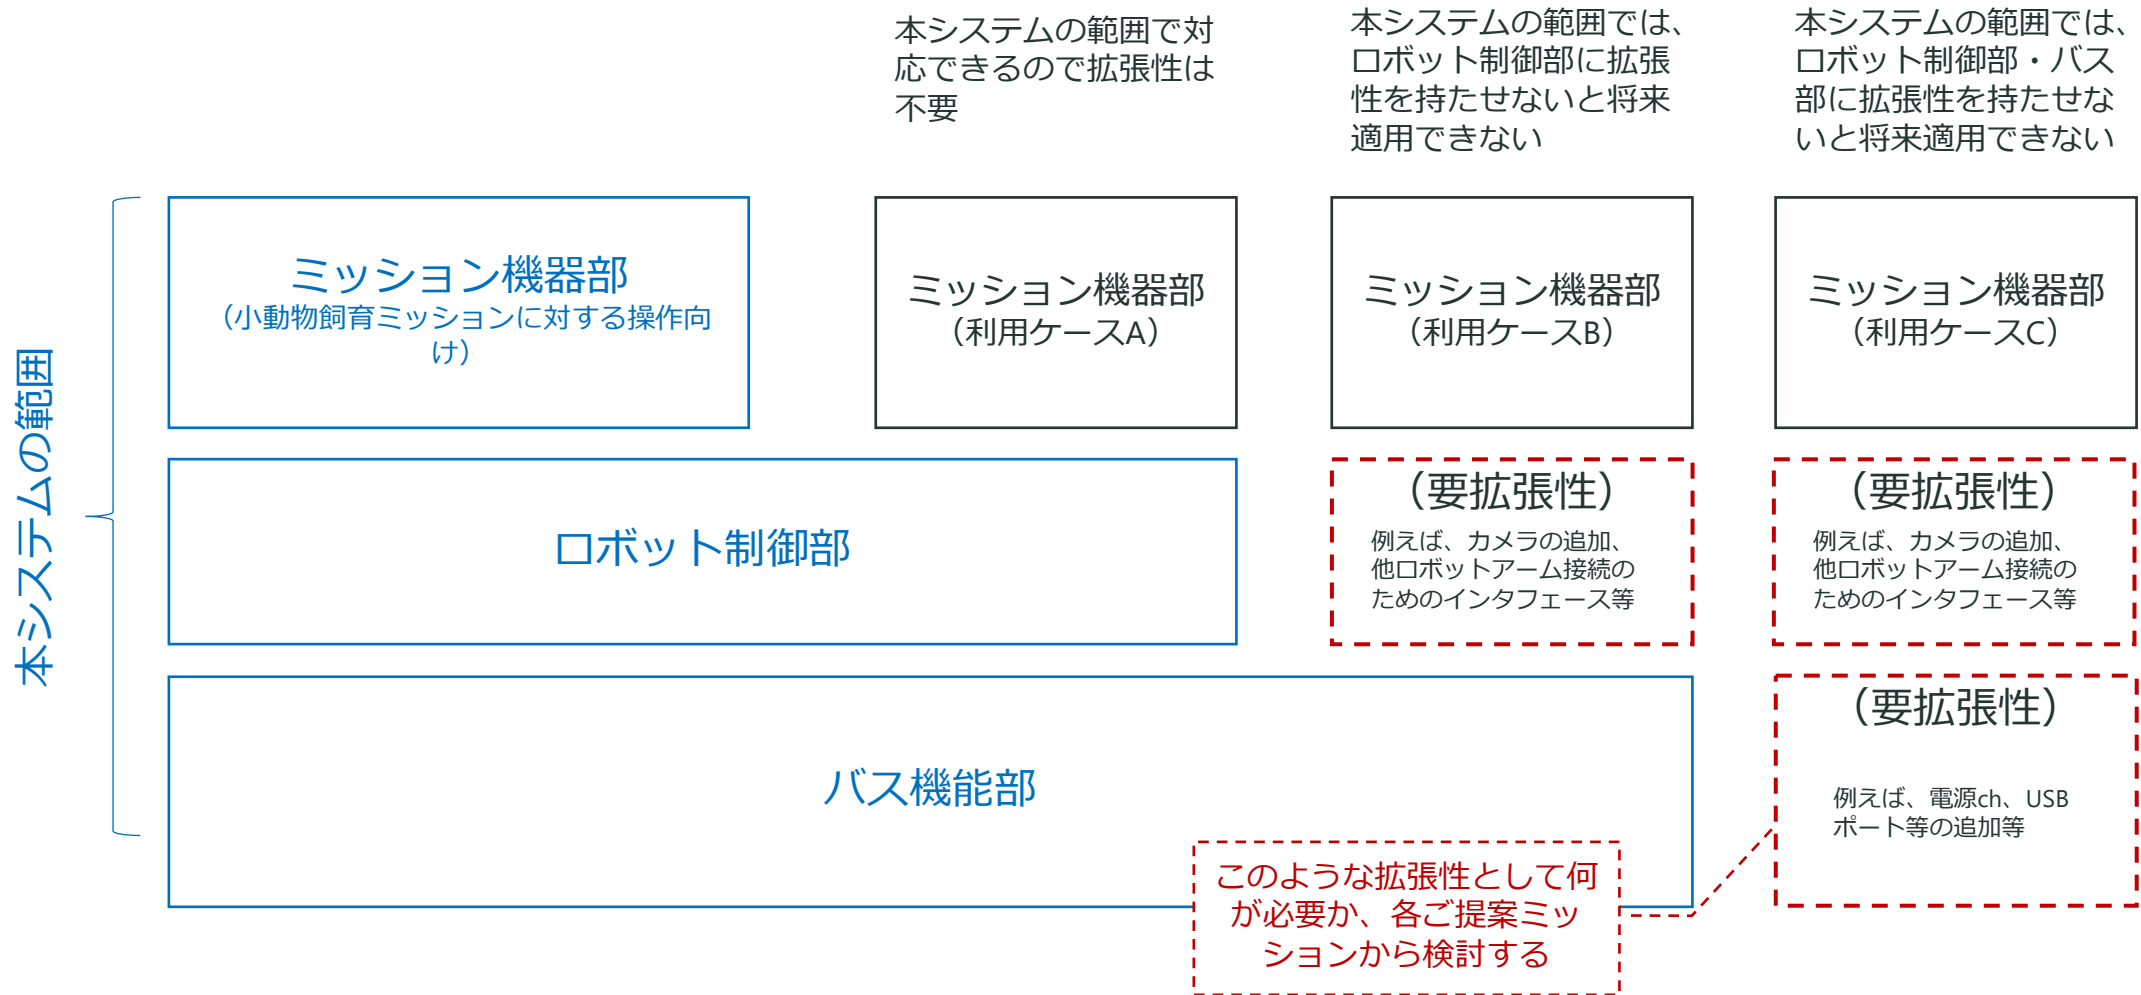 本システムの範囲で対
応できるので拡張性は
不要
本システムの範囲では、
ロボット制御部に拡張
性を持たせないと将来
適用できない
本システムの範囲では、
ロボット制御部・バス
部に拡張性を持たせな
いと将来適用できない
本システムの範囲
ミッション機器部
（小動物飼育ミッションに対する操作向
け）
ミッション機器部
（利用ケースA）
ミッション機器部
（利用ケースB）
ミッション機器部
（利用ケースC）
ロボット制御部
（要拡張性）
例えば、カメラの追加、
他ロボットアーム接続の
ためのインタフェース等
（要拡張性）
例えば、カメラの追加、
他ロボットアーム接続の
ためのインタフェース等
バス機能部
（要拡張性）
例えば、電源ch、USB
ポート等の追加等
このような拡張性として何
が必要か、各ご提案ミッ
ションから検討する